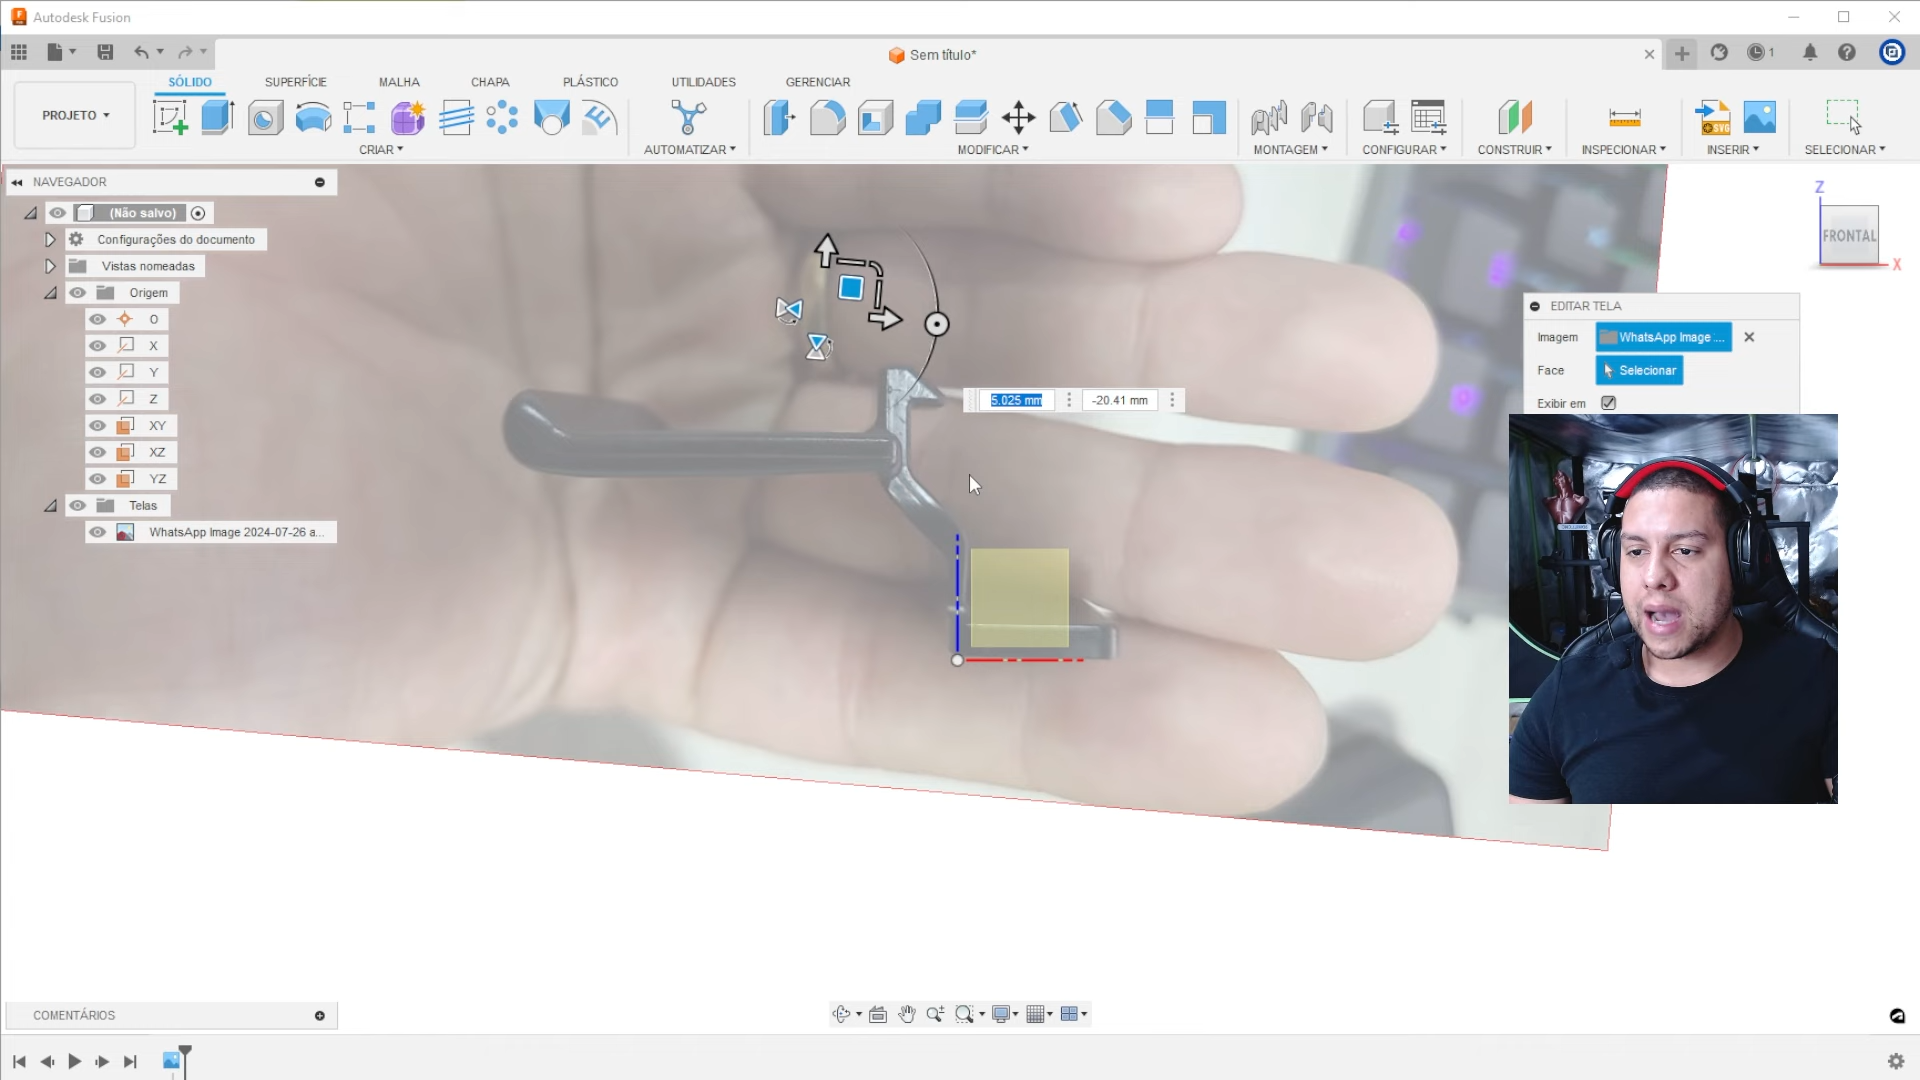 Autodesk Fusion
Sem título*
1
PROJETO
SÓLIDO
SUPERFÍCIE
MALHA
CHAPA
PLÁSTICO
UTILIDADES
GERENCIAR
CRIAR
AUTOMATIZAR
MODIFICAR
MONTAGEM
CONFIGURAR
CONSTRUIR
INSPECIONAR
INSERIR
SELECIONAR
SVG
NAVEGADOR
(Não salvo)
Configurações do documento
Vistas nomeadas
Origem
O
X
Y
Z
XY
XZ
YZ
Telas
WhatsApp Image 2024-07-26 a...
5.025 mm
-20.41 mm
Z
FRONTAL
X
EDITAR TELA
Imagem
WhatsApp Image ...
Face
Selecionar
Exibir em
COMENTÁRIOS